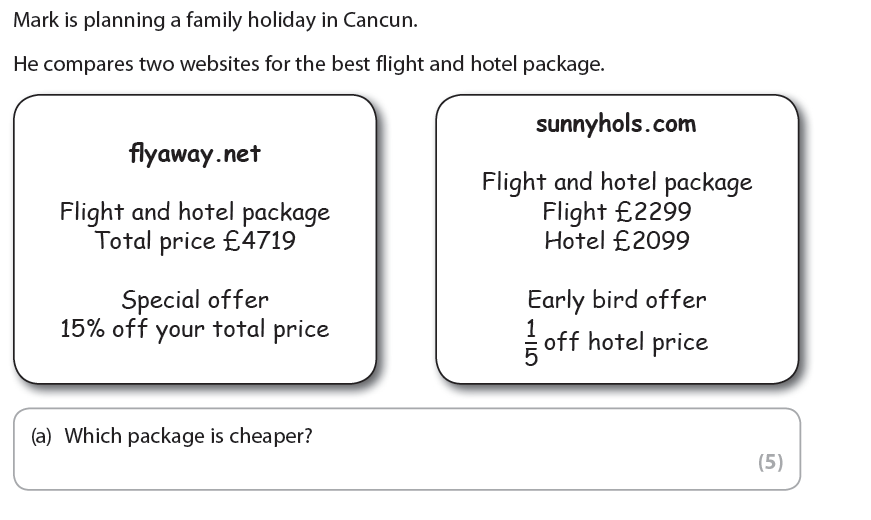 Mark is planning a family holiday in Cancun.
He compares two websites for the best flight and hotel package.
flyaway.net
Flight and hotel package
Total price £4719
Special offer
15% off your total price
sunnyhols.com
Flight and hotel package
Flight £2299
Hotel £2099
Early bird offer
1/5 off hotel price
(a) Which package is cheaper?
(5)